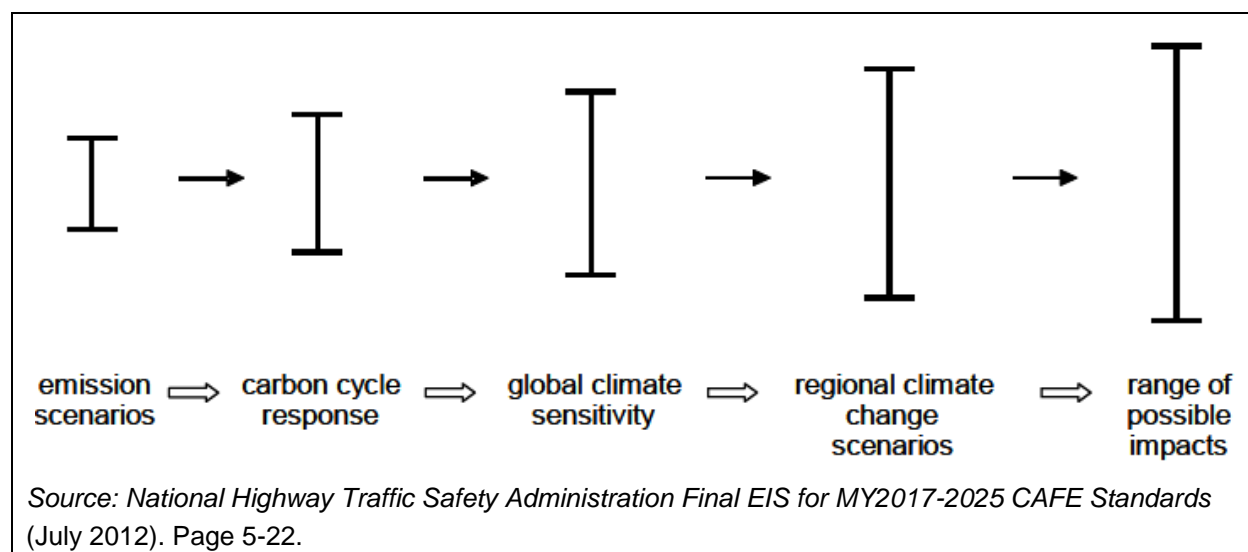 emission
scenarios
carbon cycle
response
global climate
sensitivity
regional climate
change
scenarios
range of
possible
impacts
Source: National Highway Traffic Safety Administration Final EIS for MY2017-2025 CAFE Standards
(July 2012). Page 5-22.